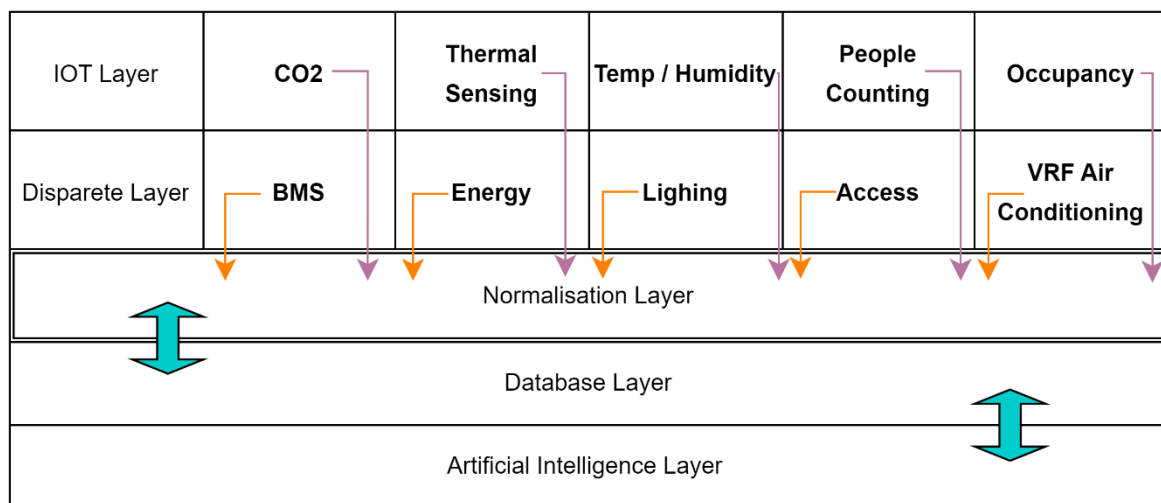 IOT Layer
CO2
Thermal
Sensing
Temp / Humidity
People
Counting
Occupancy
Disparete Layer
BMS
Energy
Lighing
Access
VRF Air
Conditioning
Normalisation Layer
Database Layer
Artificial Intelligence Layer